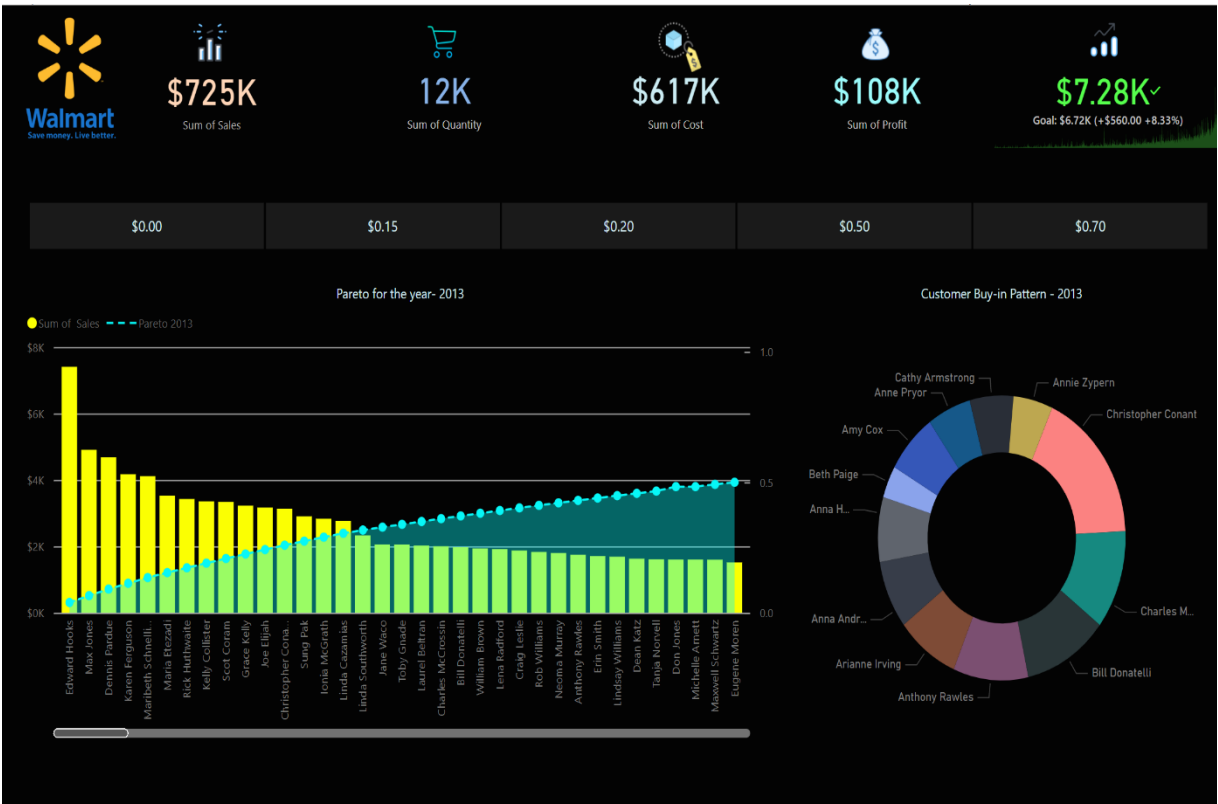 Walmart
Save money. Live better.
$725K
Sum of Sales
12K
Sum of Quantity
$617K
Sum of Cost
$108K
Sum of Profit
$7.28K
Goal: $6.72K (+$560.00 +8.33%)
$0.00
$0.15
$0.20
$0.50
$0.70
Pareto for the year- 2013
Sum of Sales
Pareto 2013
$8K
$6K
$4K
$2K
$0K
1.0
0.5
0.0
Edward Hooks
Max Jones
Dennis Pardue
Karen Ferguson
Maribeth Schnelli...
Maria Etezadi
Rick Huthwaite
Kelly Collister
Scot Coram
Grace Kelly
Joe Elijah
Christopher Cona...
Sung Pak
Ionia McGrath
Linda Cazamias
Linda Southworth
Jane Waco
Toby Gnade
Laurel Beltran
Charles McCrossin
Bill Donatelli
William Brown
Lena Radford
Craig Leslie
Rob Williams
Neoma Murray
Anthony Rawles
Erin Smith
Lindsay Williams
Dean Katz
Tanja Norvell
Don Jones
Michelle Arnett
Maxwell Schwartz
Eugene Moren
Customer Buy-in Pattern - 2013
Cathy Armstrong
Annie Zypern
Anne Pryor
Christopher Conant
Amy Cox
Beth Paige
Anna H...
Anna Andr...
Charles M...
Arianne Irving
Bill Donatelli
Anthony Rawles